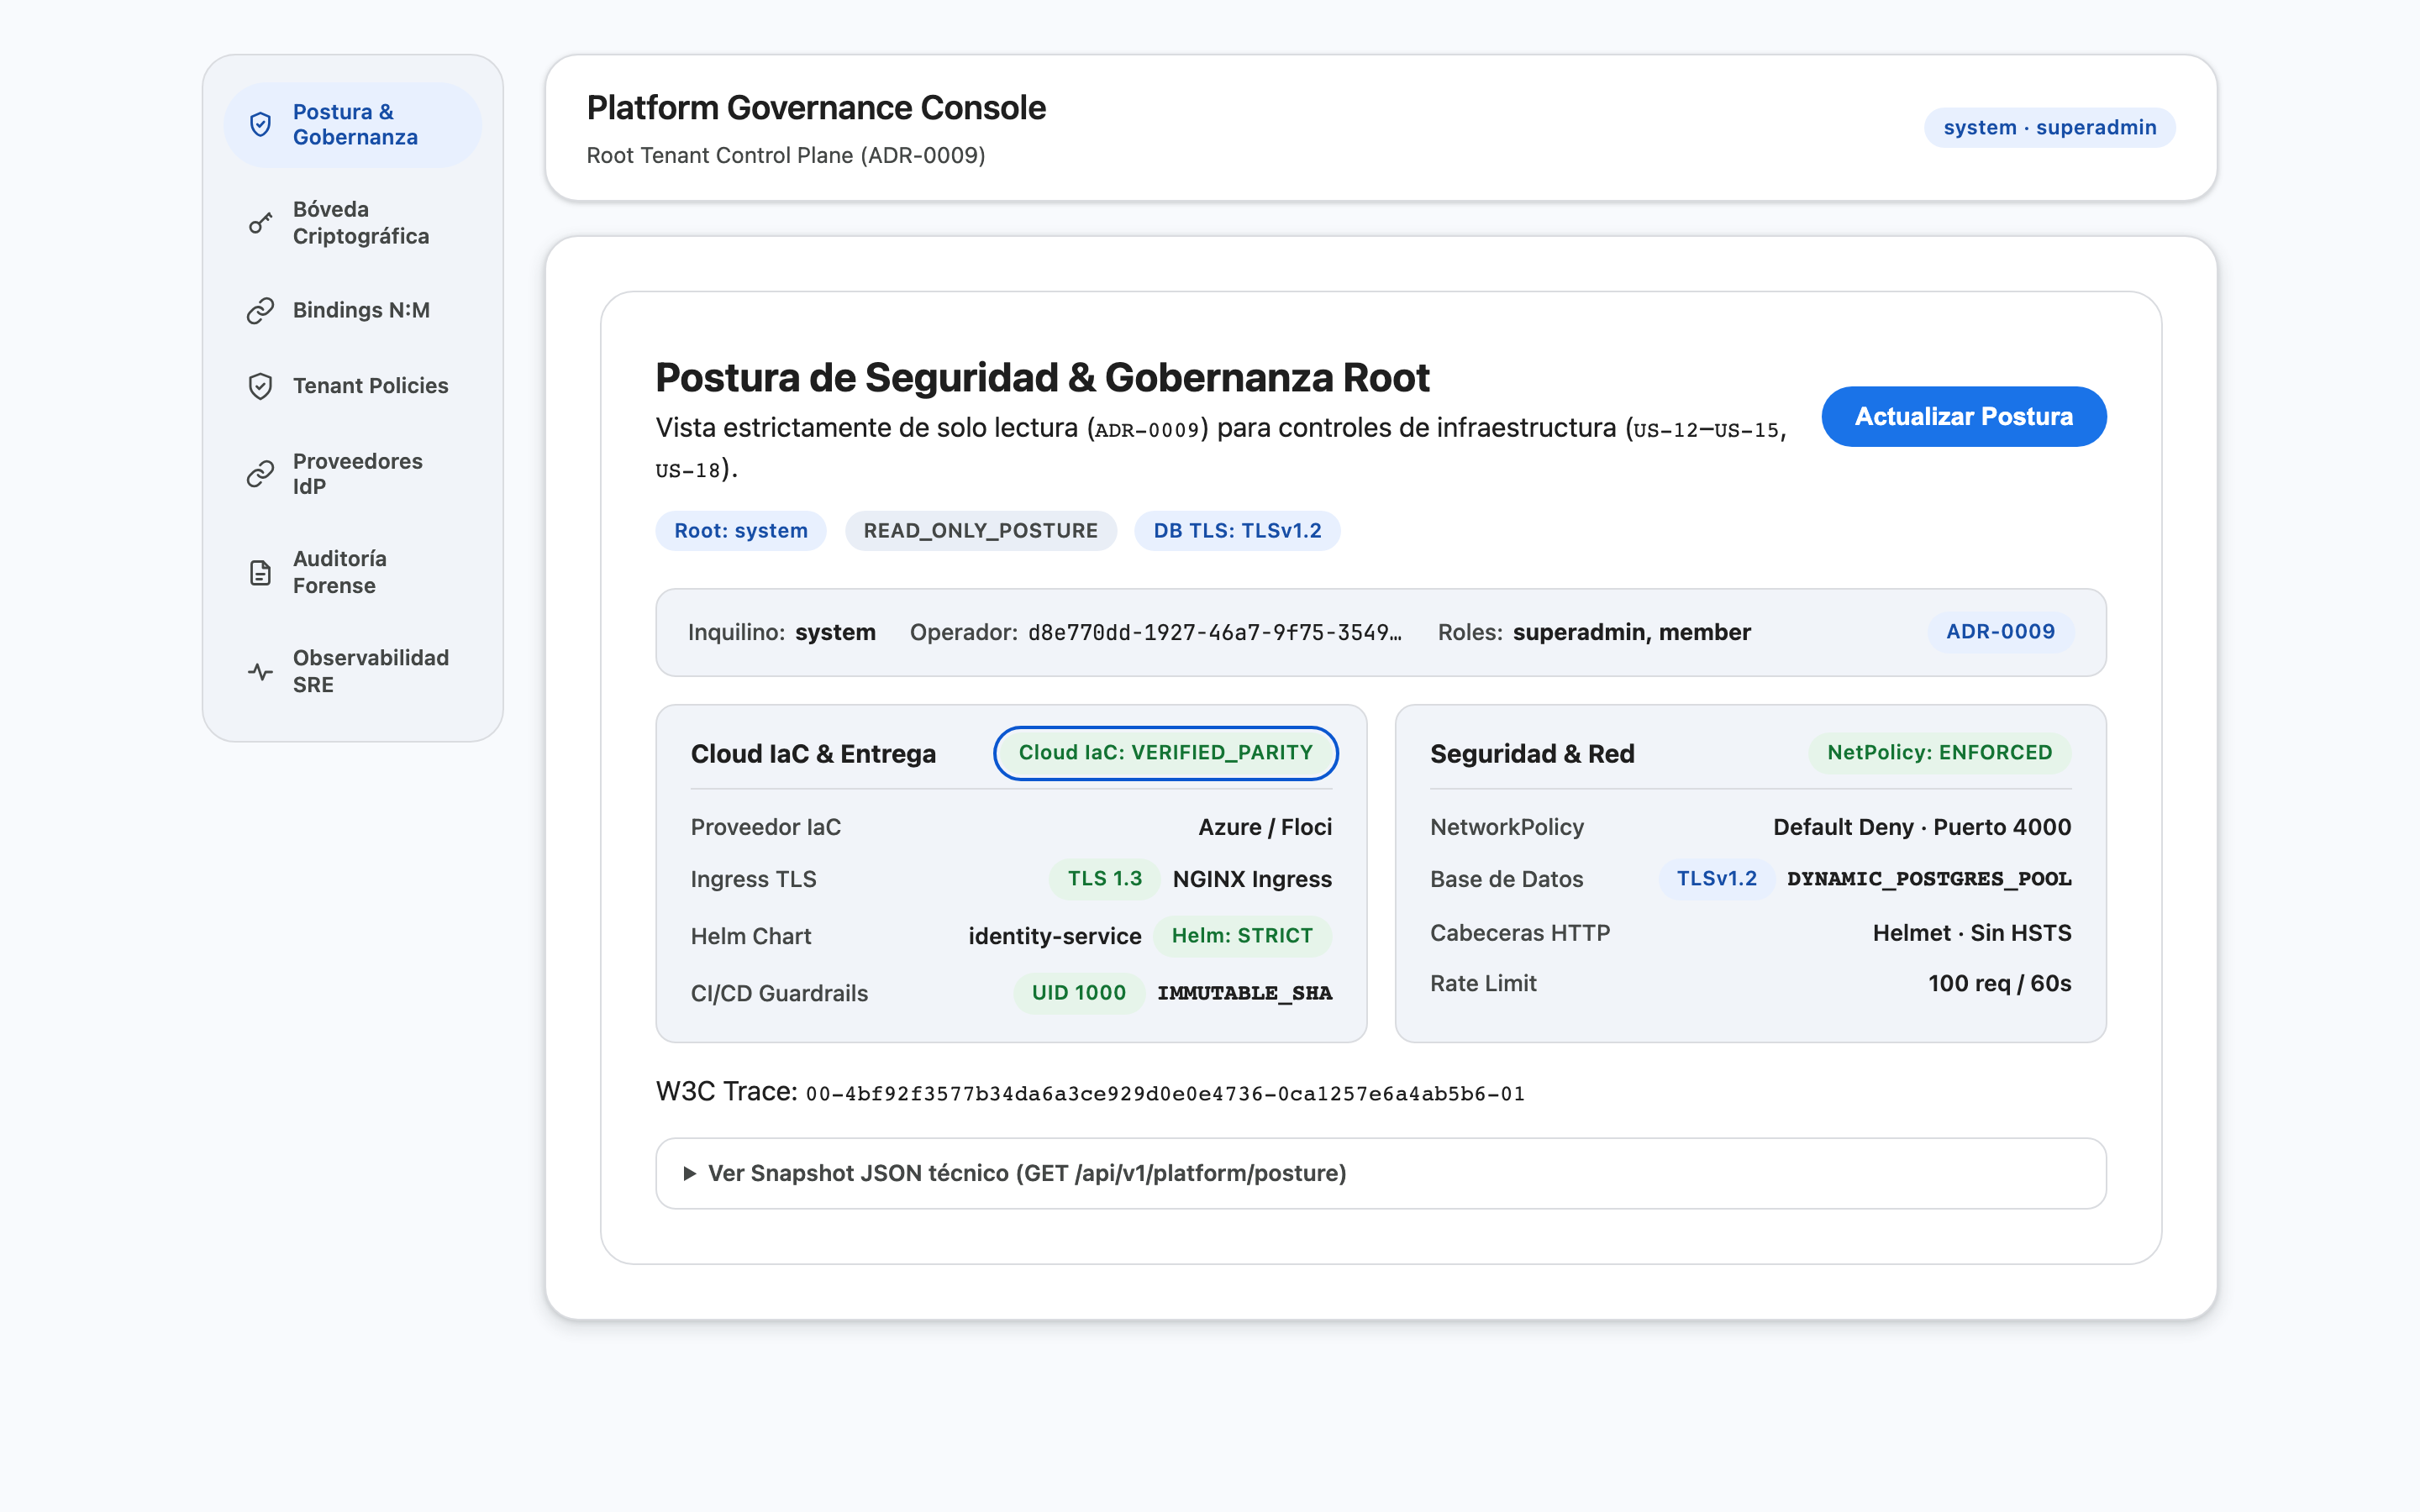 Postura &
Gobernanza
Bóveda
Criptográfica
Bindings N:M
Tenant Policies
Proveedores
IdP
Auditoría
Forense
Observabilidad
SRE
Platform Governance Console
Root Tenant Control Plane (ADR-0009)
system · superadmin
Postura de Seguridad & Gobernanza Root
Vista estrictamente de solo lectura (ADR-0009) para controles de infraestructura (US-12–US-15,
US-18).
Actualizar Postura
Root: system READ_ONLY_POSTURE DB TLS: TLSv1.2
Inquilino: system Operador: d8e770dd-1927-46a7-9f75-3549… Roles: superadmin, member ADR-0009
Cloud IaC & Entrega Cloud IaC: VERIFIED_PARITY
Proveedor IaC Azure / Floci
Ingress TLS TLS 1.3 NGINX Ingress
Helm Chart identity-service Helm: STRICT
CI/CD Guardrails UID 1000 IMMUTABLE_SHA
Seguridad & Red NetPolicy: ENFORCED
NetworkPolicy Default Deny · Puerto 4000
Base de Datos TLSv1.2 DYNAMIC_POSTGRES_POOL
Cabeceras HTTP Helmet · Sin HSTS
Rate Limit 100 req / 60s
W3C Trace: 00-4bf92f3577b34da6a3ce929d0e0e4736-0ca1257e6a4ab5b6-01
▶ Ver Snapshot JSON técnico (GET /api/v1/platform/posture)